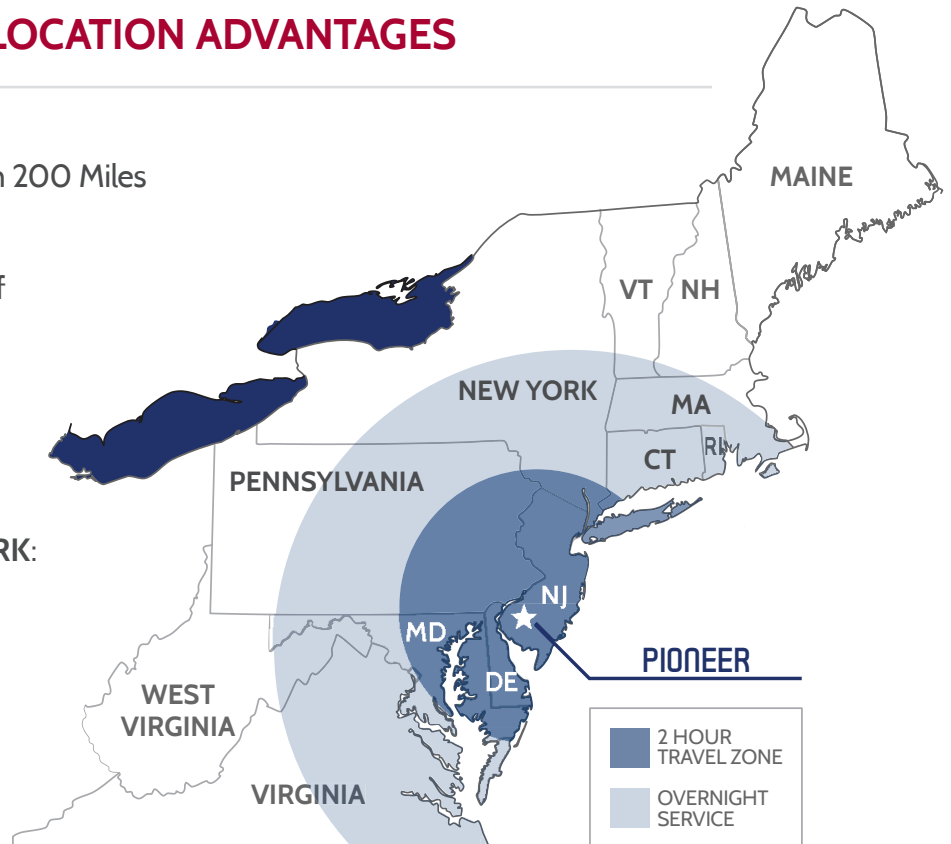 LOCATION ADVANTAGES
200 Miles
MAINE
VT
NH
NEW YORK
MA
CT
RI
PENNSYLVANIA
NJ
MD
DE
PIONEER
WEST
VIRGINIA
VIRGINIA
2 HOUR
TRAVEL ZONE
OVERNIGHT
SERVICE